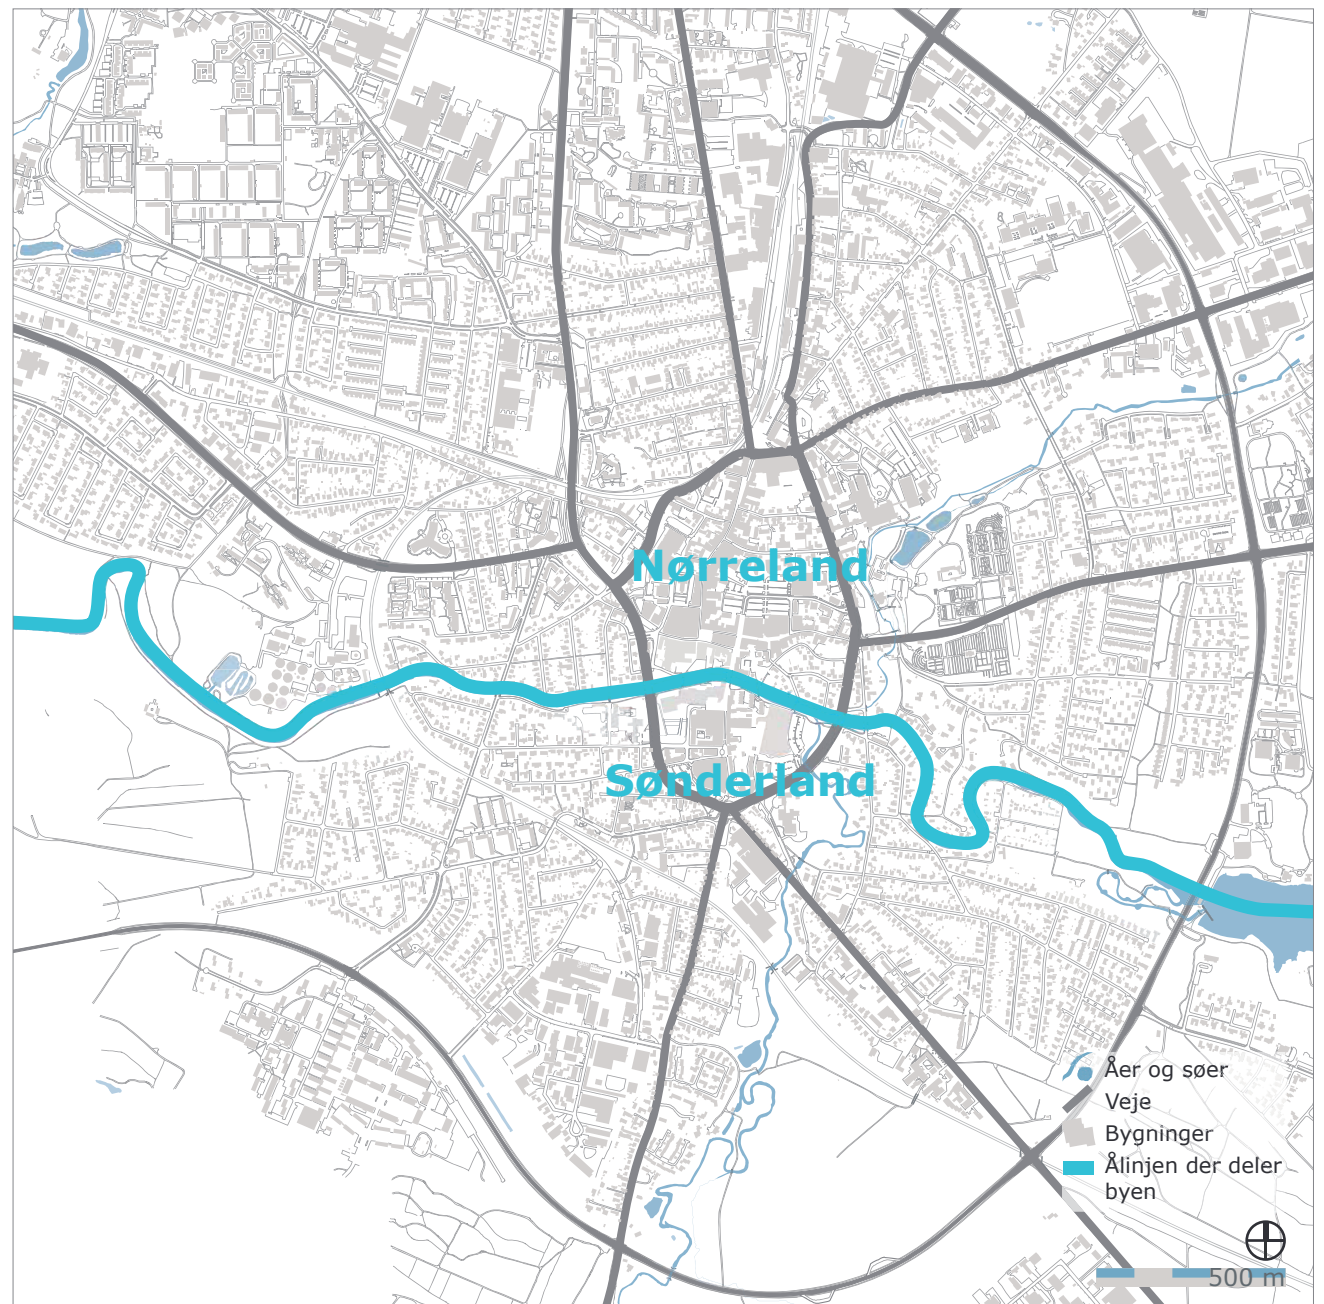 Nørreland
Sønderland
Åer og søer
Veje
Bygninger
Ålinjen der deler
byen
500 m